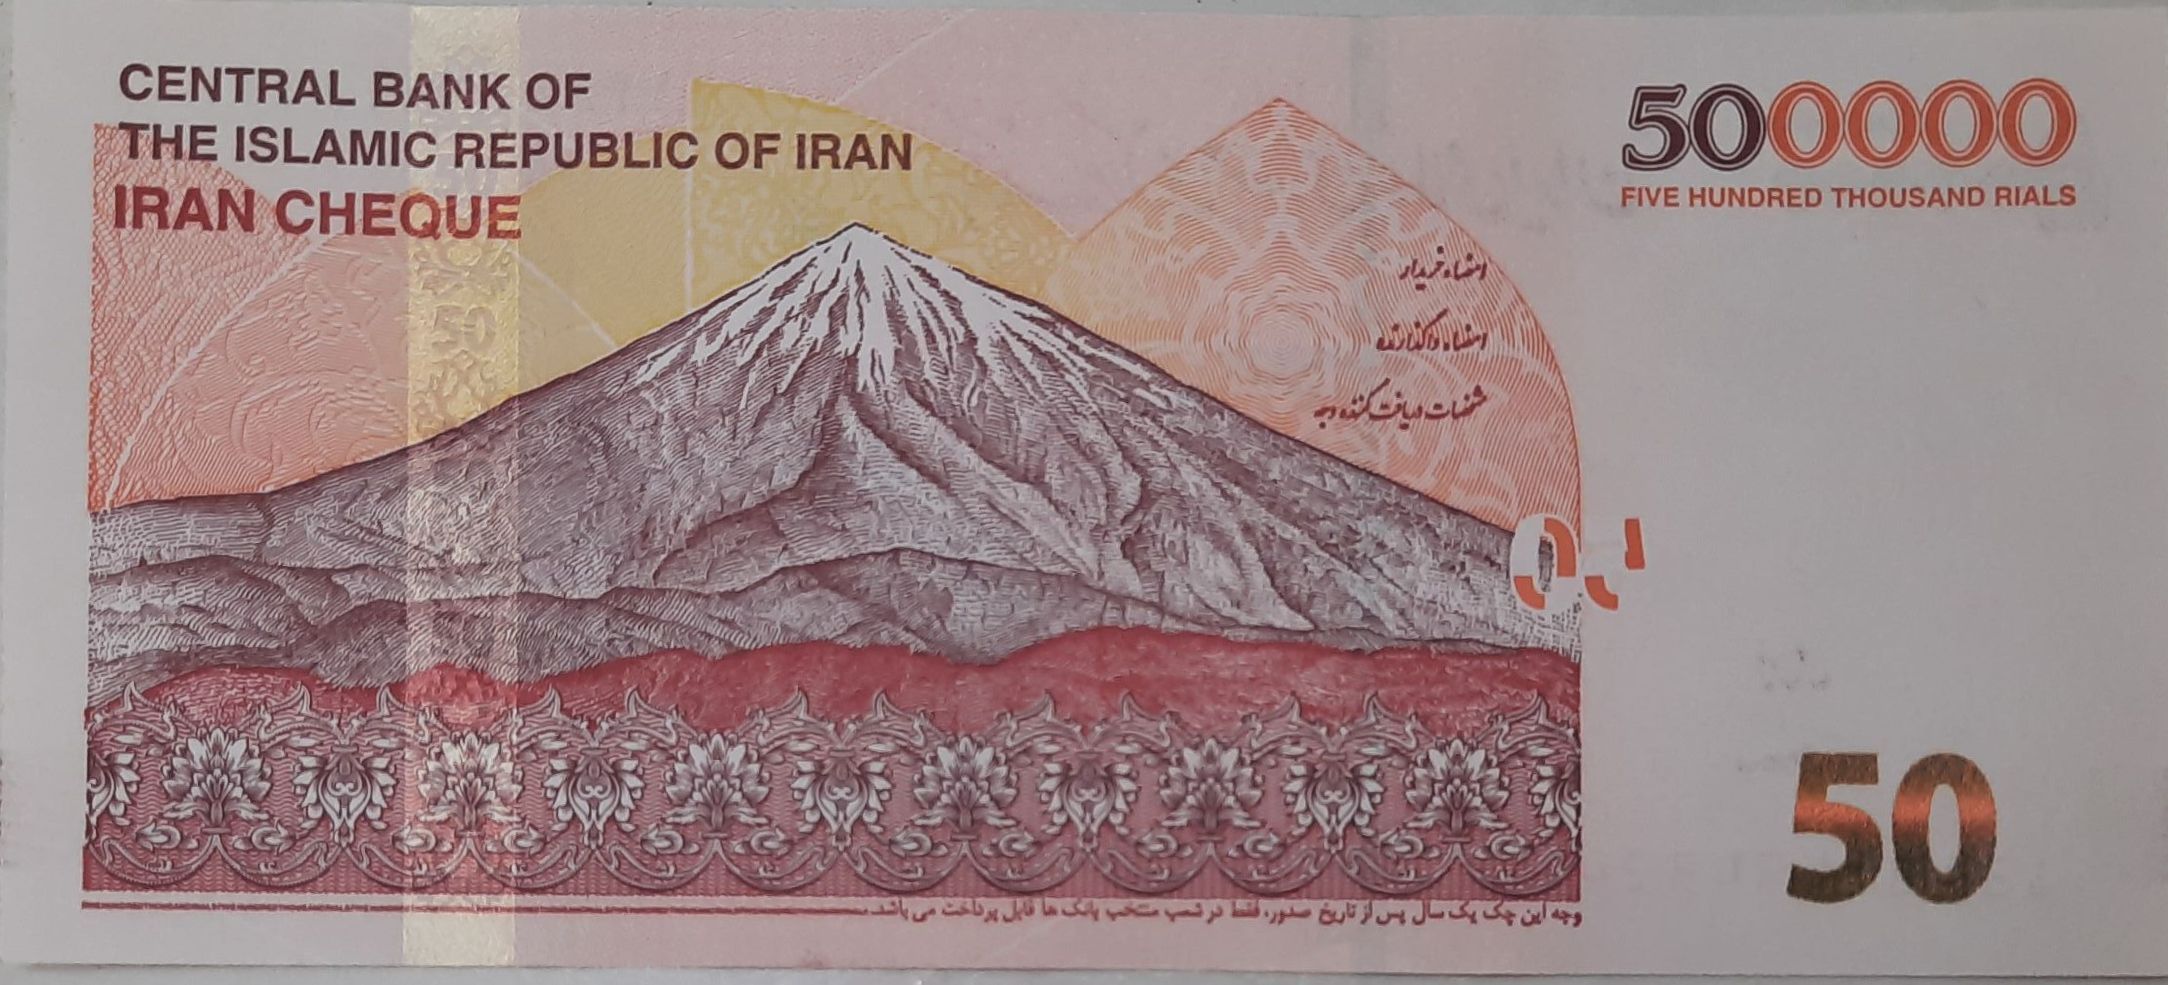 CENTRAL BANK OF
THE ISLAMIC REPUBLIC OF IRAN
IRAN CHEQUE
500000
FIVE HUNDRED THOUSAND RIALS
امضاء خریدار
امضاء واگذارنده
مشخصات دریافت کننده وجه
50
50
وجه این چک یک سال پس از تاریخ صدور، فقط در شعب منتخب بانک ها قابل پرداخت می باشد.